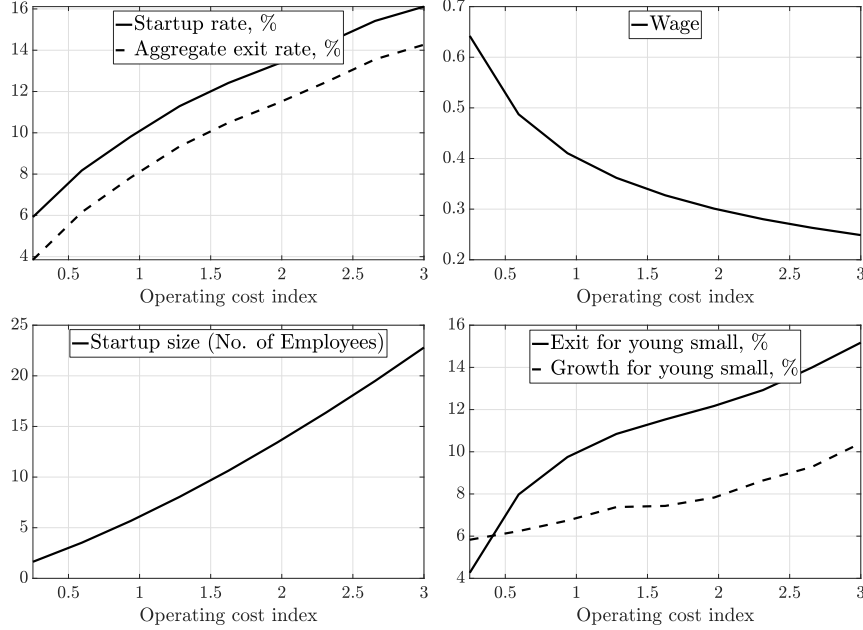 16
14
12
10
8
6
4
Startup rate, %
Aggregate exit rate, %
0.5 1 1.5 2 2.5 3
Operating cost index
0.7
0.6
0.5
0.4
0.3
0.2
Wage
0.5 1 1.5 2 2.5 3
Operating cost index
25
20
15
10
5
0
Startup size (No. of Employees)
0.5 1 1.5 2 2.5 3
Operating cost index
16
14
12
10
8
6
4
Exit for young small, %
Growth for young small, %
0.5 1 1.5 2 2.5 3
Operating cost index